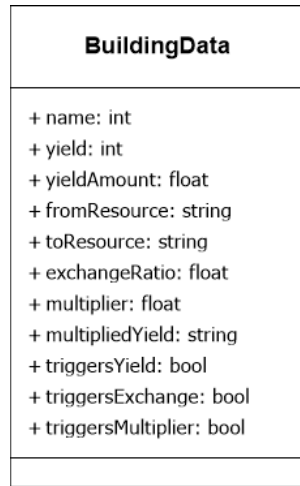 BuildingData
+ name: int
+ yield: int
+ yieldAmount: float
+ fromResource: string
+ toResource: string
+ exchangeRatio: float
+ multiplier: float
+ multipliedYield: string
+ triggersYield: bool
+ triggersExchange: bool
+ triggersMultiplier: bool